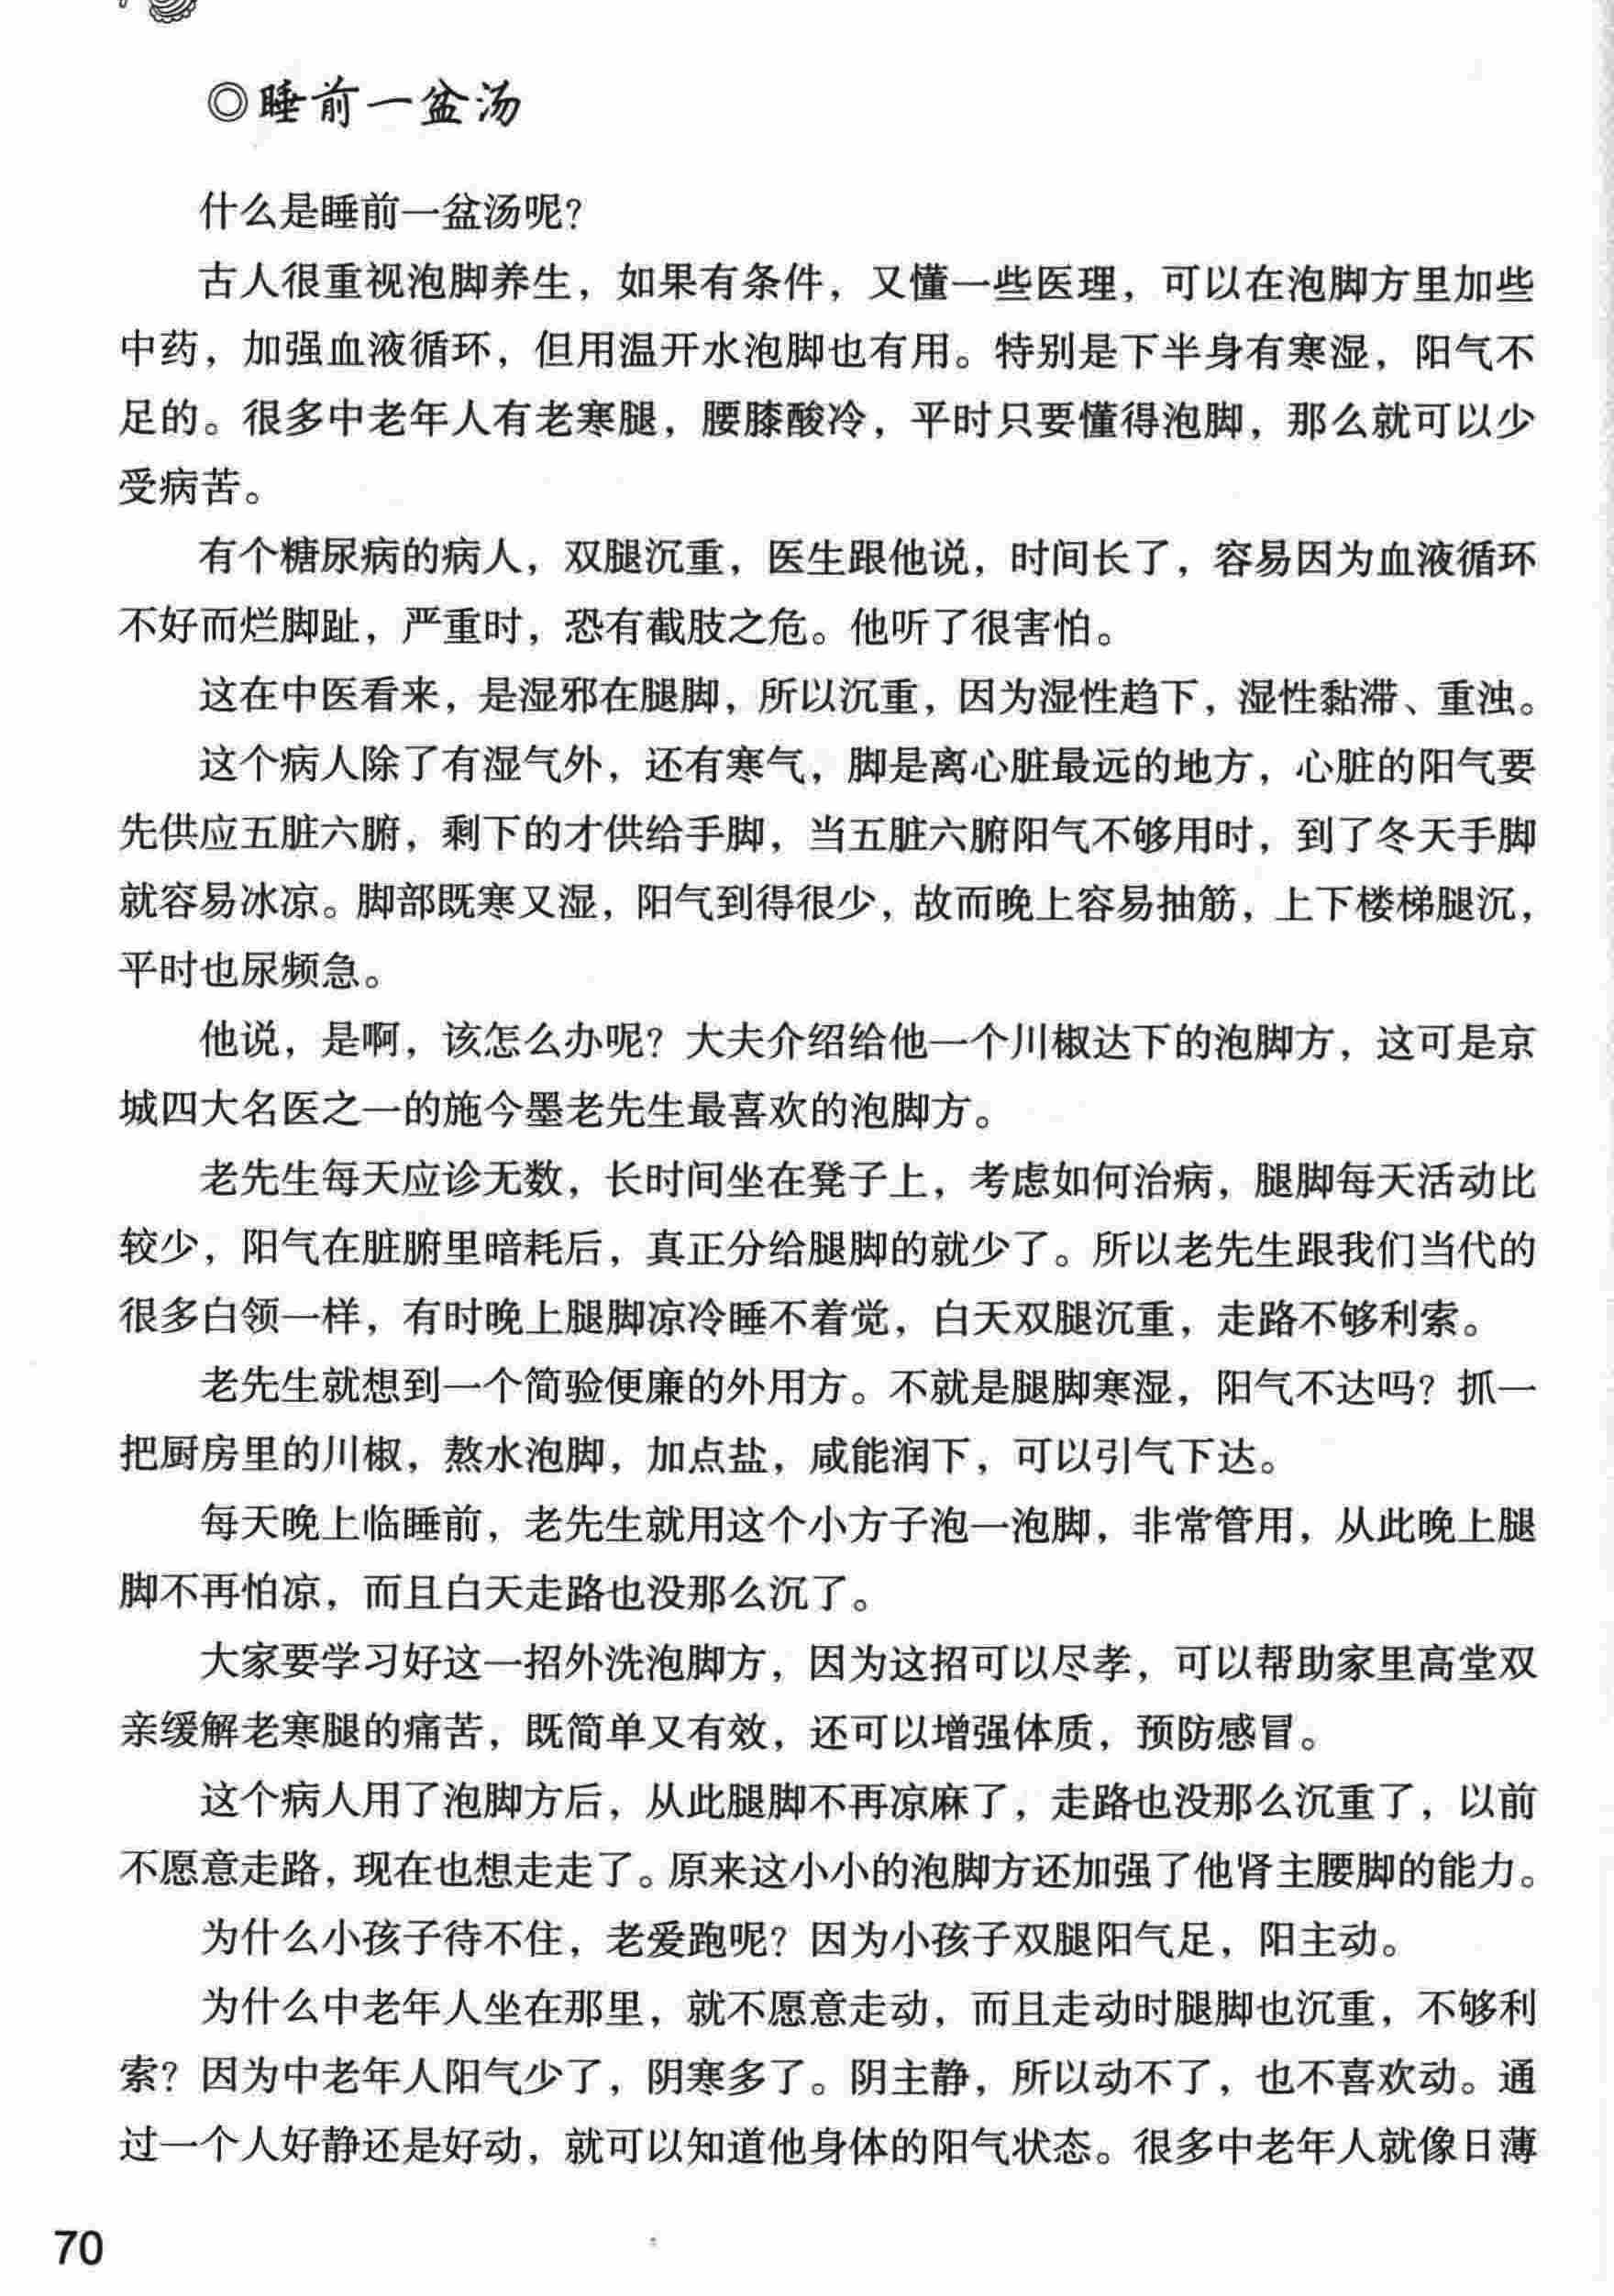 ◎睡前一盆汤
什么是睡前一盆汤呢？
古人很重视泡脚养生，如果有条件，又懂一些医理，可以在泡脚方里加些
中药，加强血液循环，但用温开水泡脚也有用。特别是下半身有寒湿，阳气不
足的。很多中老年人有老寒腿，腰膝酸冷，平时只要懂得泡脚，那么就可以少
受病苦。
有个糖尿病的病人，双腿沉重，医生跟他说，时间长了，容易因为血液循环
不好而烂脚趾，严重时，恐有截肢之危。他听了很害怕。
这在中医看来，是湿邪在腿脚，所以沉重，因为湿性趋下，湿性黏滞、重浊。
这个病人除了有湿气外，还有寒气，脚是离心脏最远的地方，心脏的阳气要
先供应五脏六腑，剩下的才供给手脚，当五脏六腑阳气不够用时，到了冬天手脚
就容易冰凉。脚部既寒又湿，阳气到得很少，故而晚上容易抽筋，上下楼梯腿沉，
平时也尿频急。
他说，是啊，该怎么办呢？大夫介绍给他一个川椒达下的泡脚方，这可是京
城四大名医之一的施今墨老先生最喜欢的泡脚方。
老先生每天应诊无数，长时间坐在凳子上，考虑如何治病，腿脚每天活动比
较少，阳气在脏腑里暗耗后，真正分给腿脚的就少了。所以老先生跟我们当代的
很多白领一样，有时晚上腿脚凉冷睡不着觉，白天双腿沉重，走路不够利索。
老先生就想到一个简验便廉的外用方。不就是腿脚寒湿，阳气不达吗？抓一
把厨房里的川椒，熬水泡脚，加点盐，咸能润下，可以引气下达。
每天晚上临睡前，老先生就用这个小方子泡一泡脚，非常管用，从此晚上腿
脚不再怕凉，而且白天走路也没那么沉了。
大家要学习好这一招外洗泡脚方，因为这招可以尽孝，可以帮助家里高堂双
亲缓解老寒腿的痛苦，既简单又有效，还可以增强体质，预防感冒。
这个病人用了泡脚方后，从此腿脚不再凉麻了，走路也没那么沉重了，以前
不愿意走路，现在也想走走了。原来这小小的泡脚方还加强了他肾主腰脚的能力。
为什么小孩子待不住，老爱跑呢？因为小孩子双腿阳气足，阳主动。
为什么中老年人坐在那里，就不愿意走动，而且走动时腿脚也沉重，不够利
索？因为中老年人阳气少了，阴寒多了。阴主静，所以动不了，也不喜欢动。通
过一个人好静还是好动，就可以知道他身体的阳气状态。很多中老年人就像日薄
70